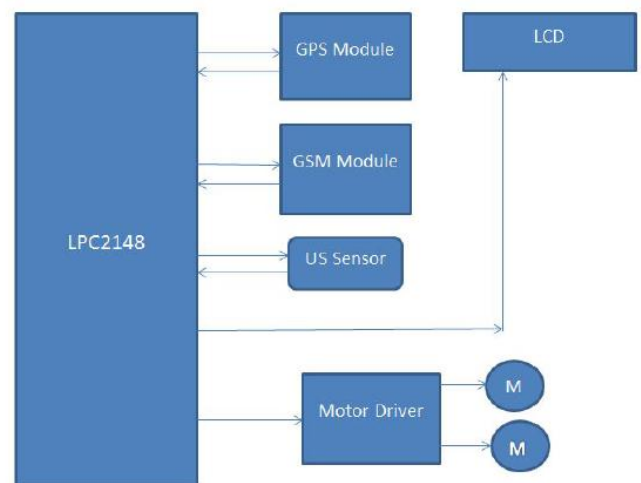 GPS Module
LCD
GSM Module
LPC2148
US Sensor
Motor Driver
M
M